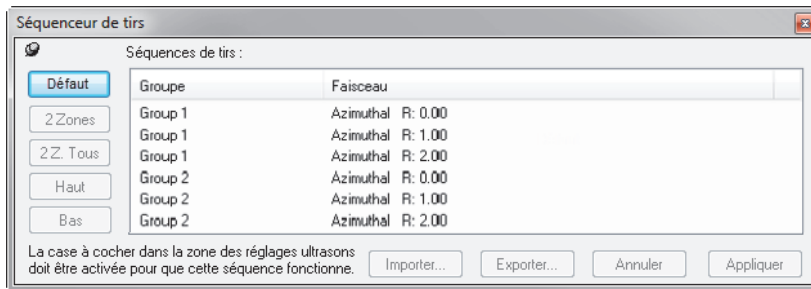 Séquenceur de tirs
Séquences de tirs :
Défaut
2 Zones
2 Z. Tous
Haut
Bas
Groupe Faisceau
Group 1 Azimuthal R: 0.00
Group 1 Azimuthal R: 1.00
Group 1 Azimuthal R: 2.00
Group 2 Azimuthal R: 0.00
Group 2 Azimuthal R: 1.00
Group 2 Azimuthal R: 2.00
La case à cocher dans la zone des réglages ultrasons
doit être activée pour que cette séquence fonctionne.
Importer... Exporter... Annuler Appliquer